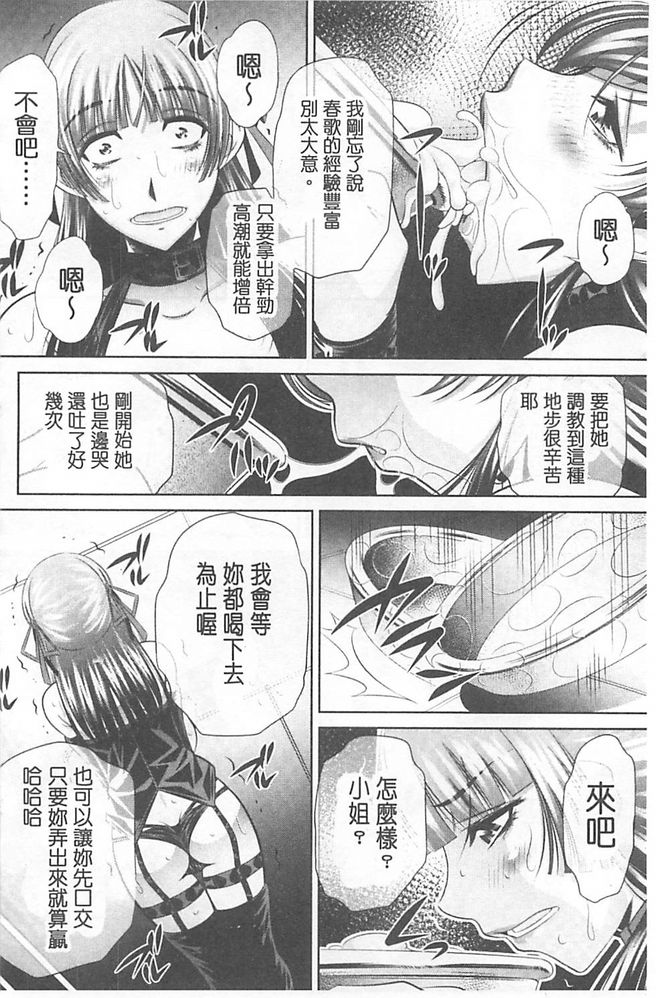 嗯～
我剛忘了說
春歌的經驗豐富
別太大意。
嗯～
只要拿出幹勁
高潮就能增倍
不會吧……
嗯～
要把她
調教到這種
地步很辛苦
耶
剛開始她
也是邊哭
還吐了好
幾次
來吧
怎麼樣？
小姐？
我會等
妳都喝下去
為止喔
也可以讓妳先口交
只要妳弄出來就算贏
哈哈哈